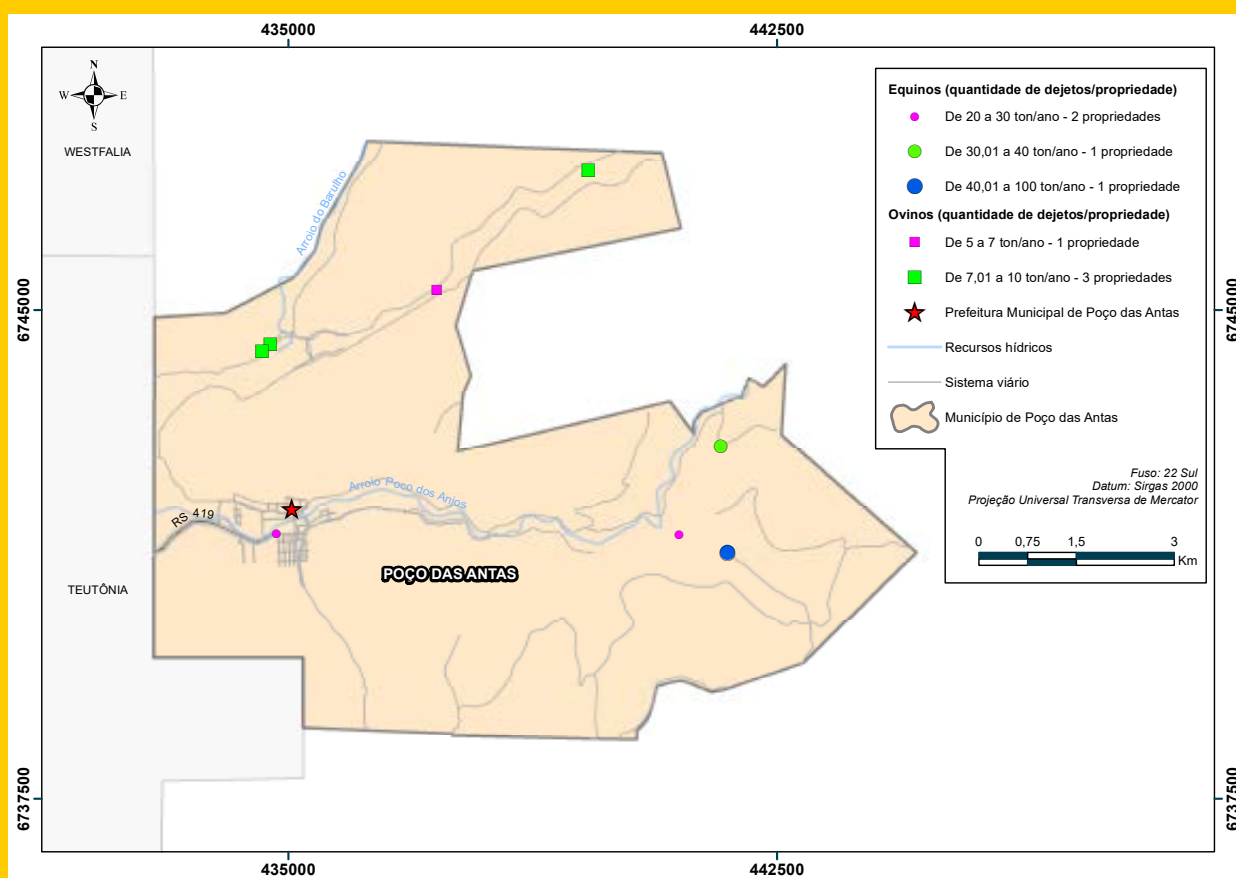 435000
442500
N
W E
S
WESTFALIA
Arroio do Barulho
6745000
6745000
Equinos (quantidade de dejetos/propriedade)
De 20 a 30 ton/ano - 2 propriedades
De 30,01 a 40 ton/ano - 1 propriedade
De 40,01 a 100 ton/ano - 1 propriedade
Ovinos (quantidade de dejetos/propriedade)
De 5 a 7 ton/ano - 1 propriedade
De 7,01 a 10 ton/ano - 3 propriedades
Prefeitura Municipal de Poço das Antas
Recursos hídricos
Sistema viário
Município de Poço das Antas
Fuso: 22 Sul
Datum: Sirgas 2000
Projeção Universal Transversa de Mercator
0 0,75 1,5 3
Km
Arroio Poco dos Anjos
RS 419
POÇO DAS ANTAS
TEUTÔNIA
6737500
6737500
435000
442500